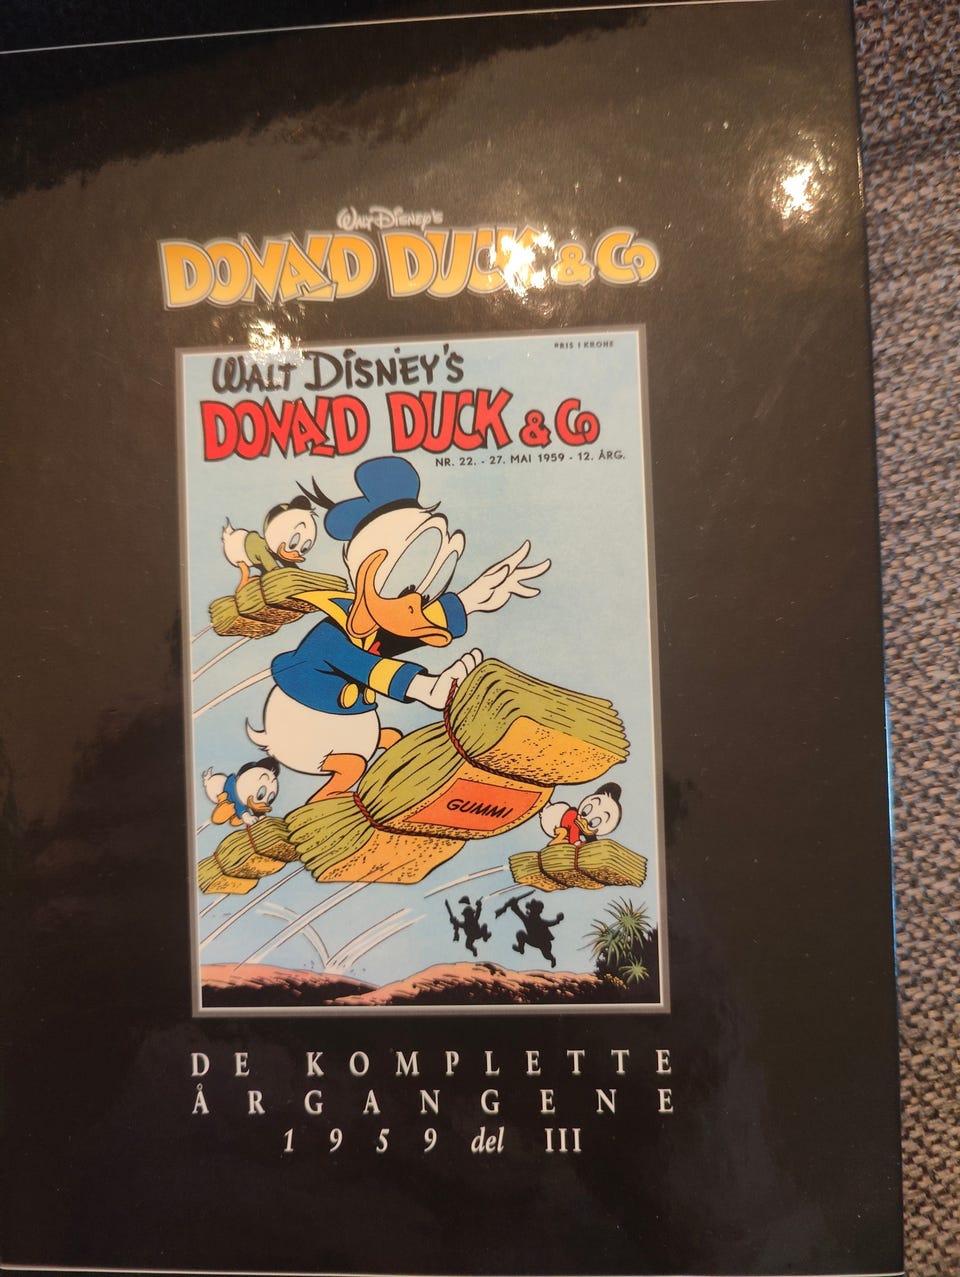 Walt Disney's
DONALD DUCK & Co
PRIS 1 KRONE
WALT DISNEY'S
DONALD DUCK & Co
NR. 22. - 27. MAI 1959 - 12. ÅRG.
GUMMI
DE KOMPLETTE
ÅRGANGENE
1959 del III